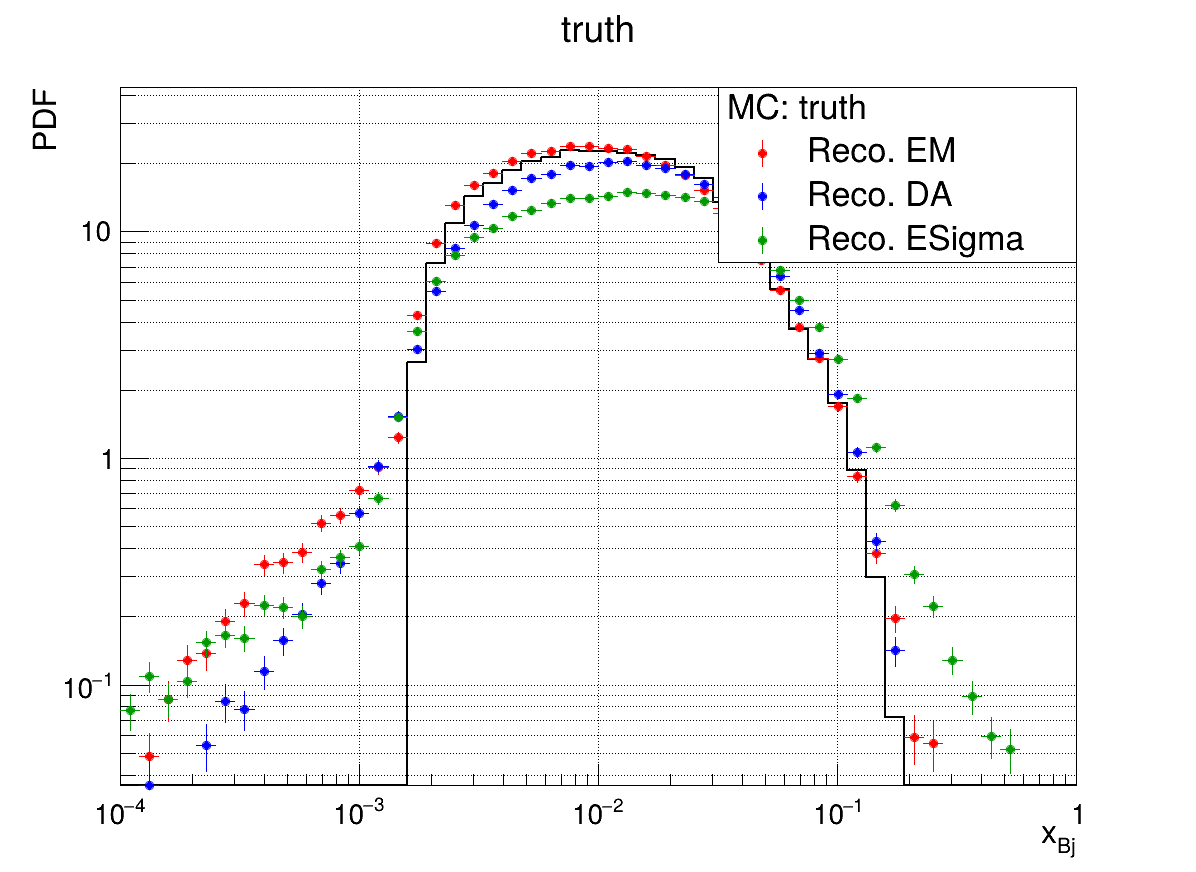 truth
PDF
MC: truth
Reco. EM
Reco. DA
Reco. ESigma
10
1
10⁻¹
10⁻⁴ 10⁻³ 10⁻² 10⁻¹ 1
x_Bj